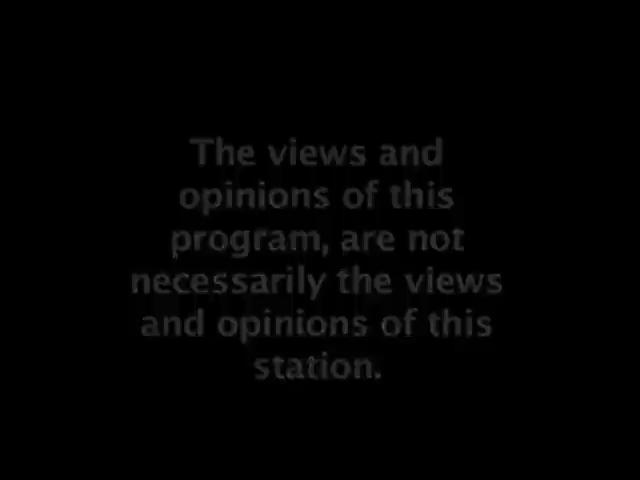 The views and
opinions of this
program, are not
necessarily the views
and opinions of this
station.